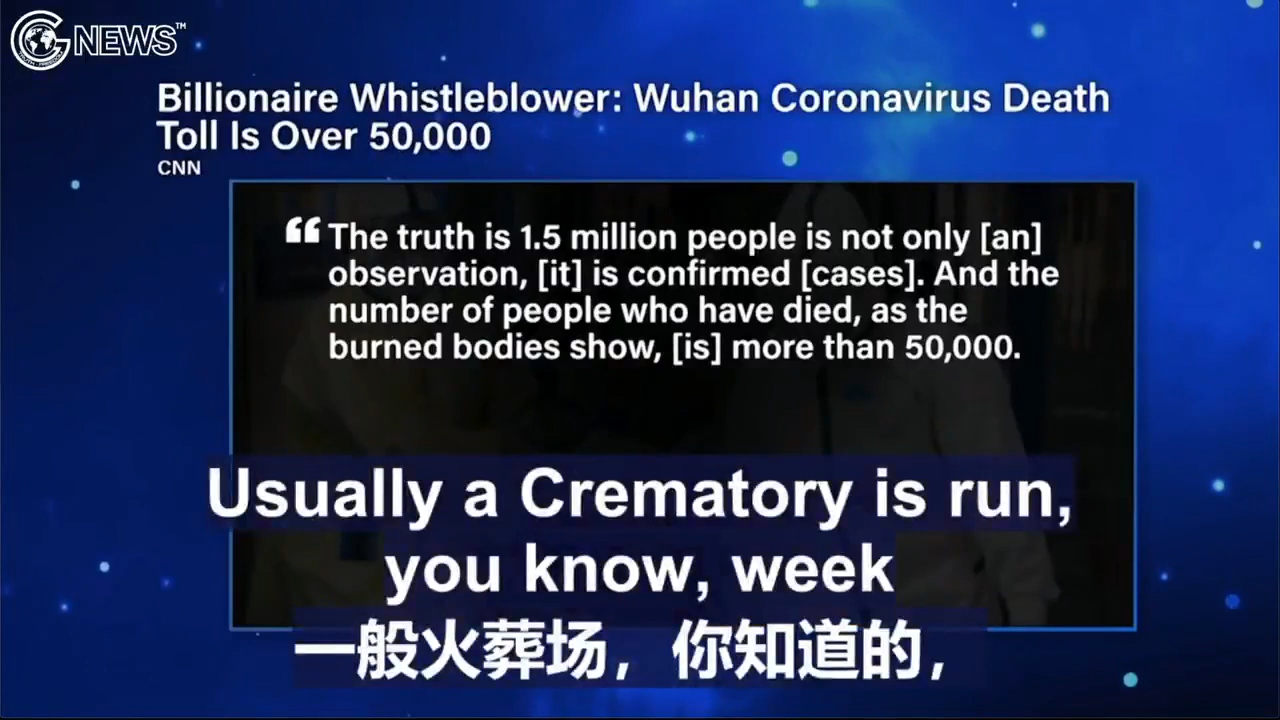 GNEWS™
Billionaire Whistleblower: Wuhan Coronavirus Death
Toll Is Over 50,000
CNN
“The truth is 1.5 million people is not only [an]
observation, [it] is confirmed [cases]. And the
number of people who have died, as the
burned bodies show, [is] more than 50,000.
Usually a Crematory is run,
you know, week
一般火葬场，你知道的，